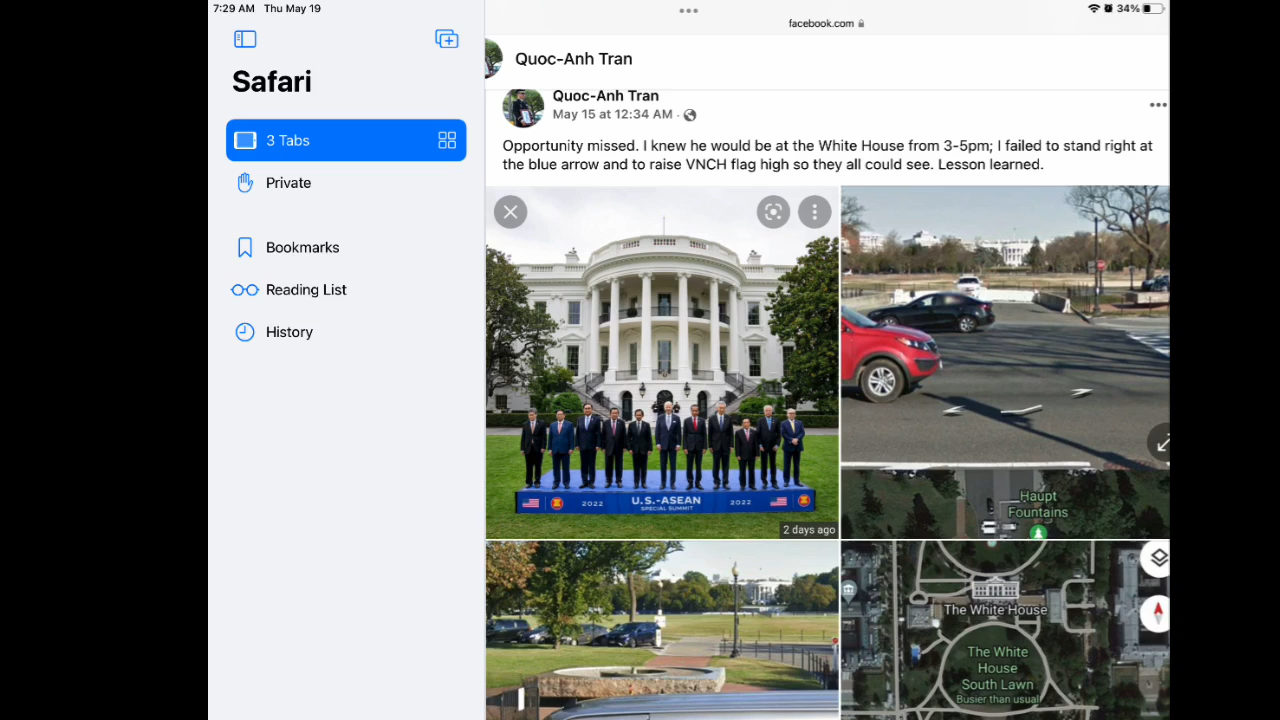 7:29 AM Thu May 19
34%
facebook.com
Safari
3 Tabs
Private
Bookmarks
Reading List
History
Quoc-Anh Tran
Quoc-Anh Tran
May 15 at 12:34 AM ·
Opportunity missed. I knew he would be at the White House from 3-5pm; I failed to stand right at
the blue arrow and to raise VNCH flag high so they all could see. Lesson learned.
2022 U.S.-ASEAN 2022
SPECIAL SUMMIT
2 days ago
Haupt
Fountains
The White House
The White
House
South Lawn
Busier than usual